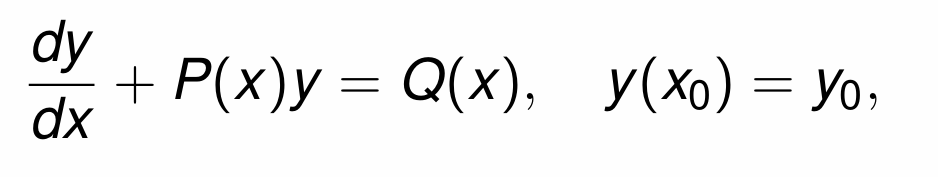 dy/dx + P(x)y = Q(x), y(x₀) = y₀,